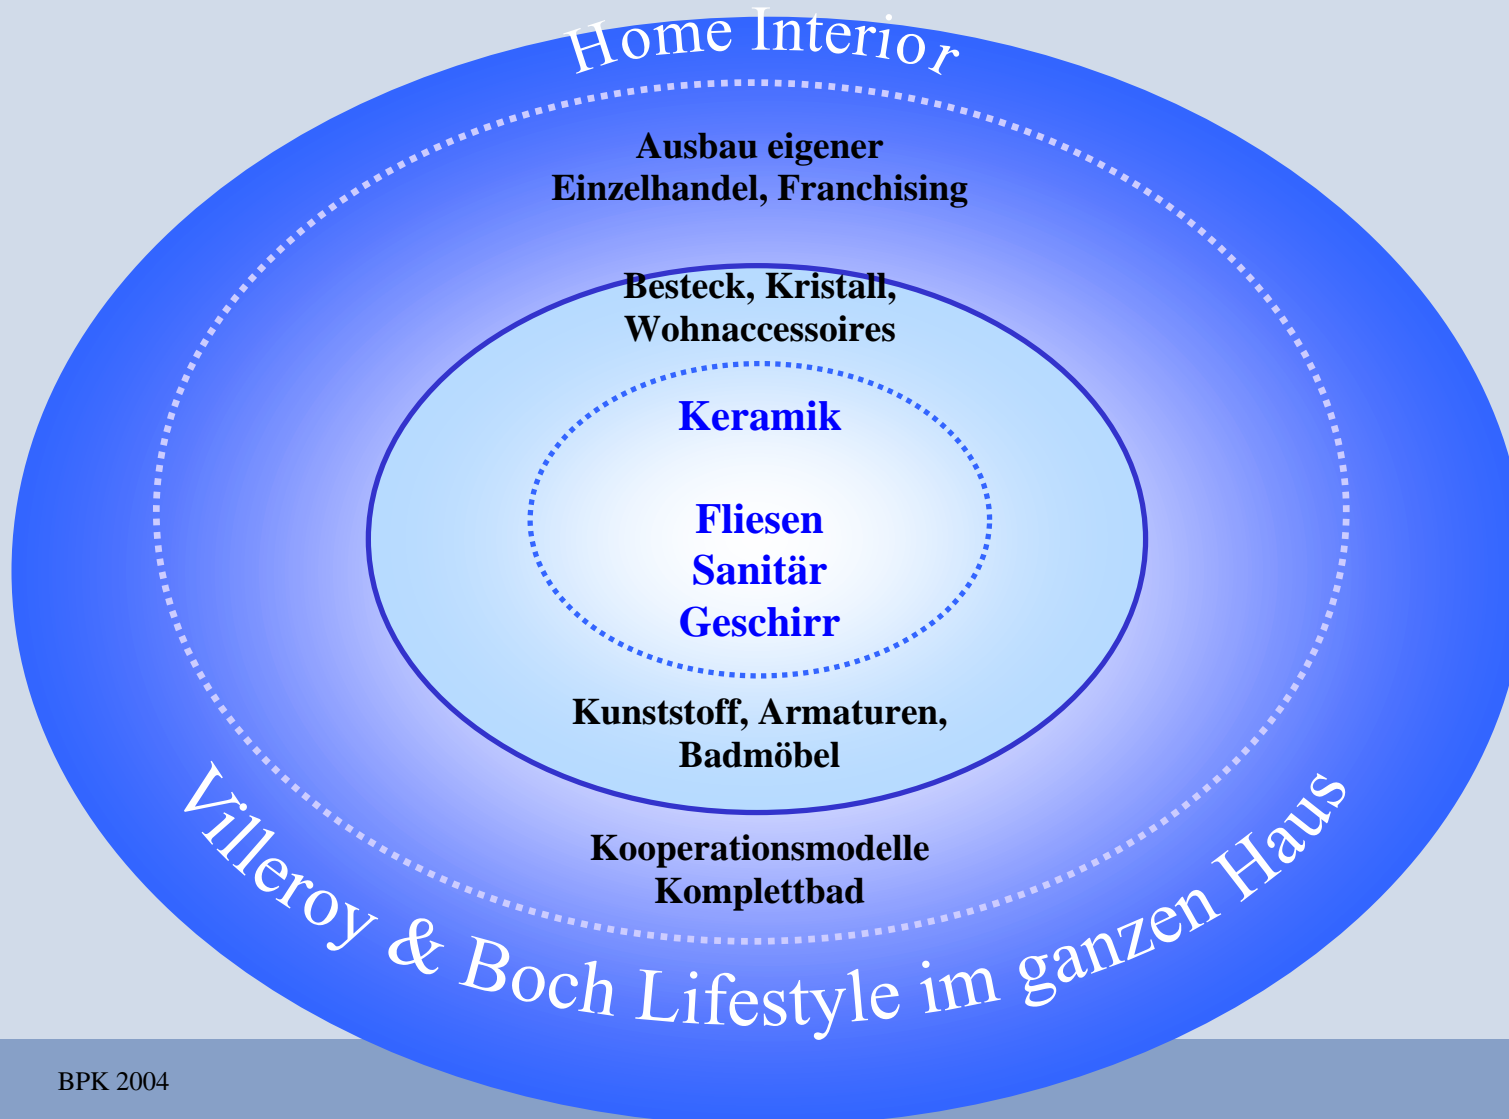 Home Interior
Ausbau eigener
Einzelhandel, Franchising
Besteck, Kristall,
Wohnaccessoires
Keramik
Fliesen
Sanitär
Geschirr
Kunststoff, Armaturen,
Badmöbel
Kooperationsmodelle
Komplettbad
Villeroy & Boch Lifestyle im ganzen Haus
BPK 2004